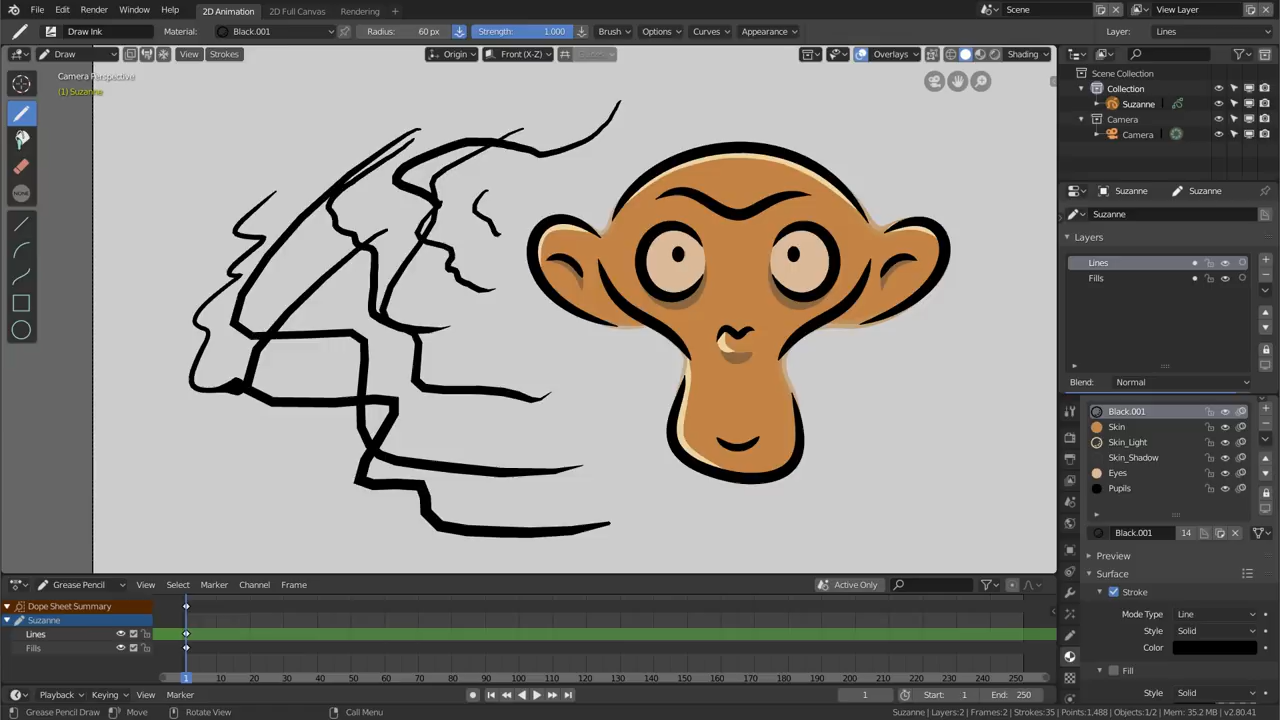 File Edit Render Window Help 2D Animation 2D Full Canvas Rendering + Scene View Layer
Draw Ink Material: Black.001 Radius: 60 px Strength: 1.000 Brush Options Curves Appearance Layer: Lines
Draw View Strokes Origin Front (X-Z) Overlays Shading
Camera Perspective
(1) Suzanne
Scene Collection
Collection
Suzanne
Camera
Camera
Suzanne Suzanne
Suzanne
Layers
Lines
Fills
Blend: Normal
Black.001
Skin
Skin_Light
Skin_Shadow
Eyes
Pupils
Black.001 14
Preview
Surface
Stroke
Mode Type Line
Style Solid
Color
Fill
Style Solid
Grease Pencil View Select Marker Channel Frame Active Only
Dope Sheet Summary
Suzanne
Lines
Fills
1 10 20 30 40 50 60 70 80 90 100 110 120 130 140 150 160 170 180 190 200 210 220 230 240 250
Playback Keying View Marker 1 Start: 1 End: 250
Grease Pencil Draw Move Rotate View Call Menu Suzanne | Layers:2 | Frames:2 | Strokes:35 | Points:1,488 | Objects:1/2 | Mem: 35.2 MB | v2.80.41